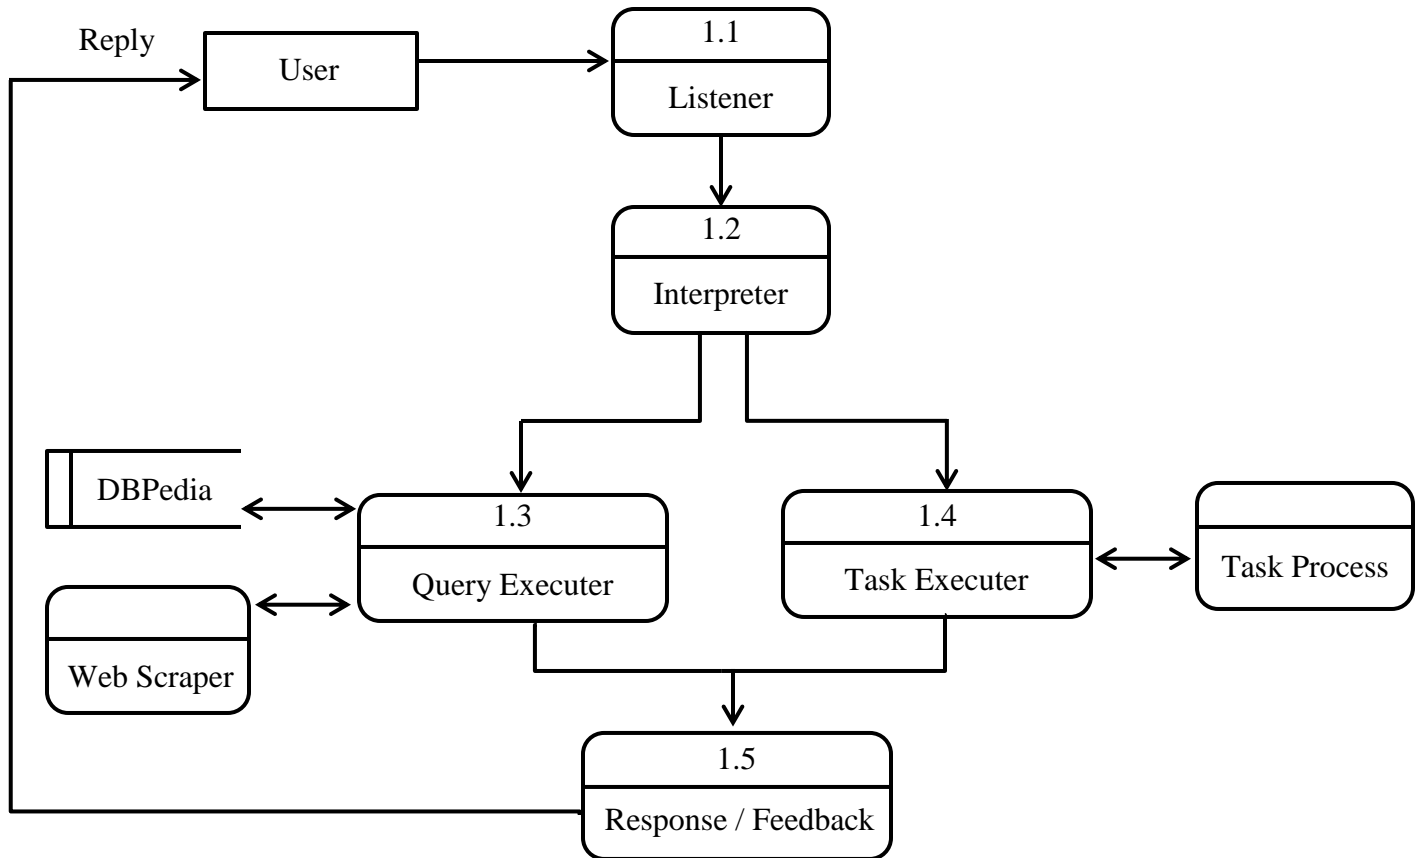 Reply
User
1.1
Listener
1.2
Interpreter
DBPedia
1.3
Query Executer
1.4
Task Executer
Task Process
Web Scraper
1.5
Response / Feedback